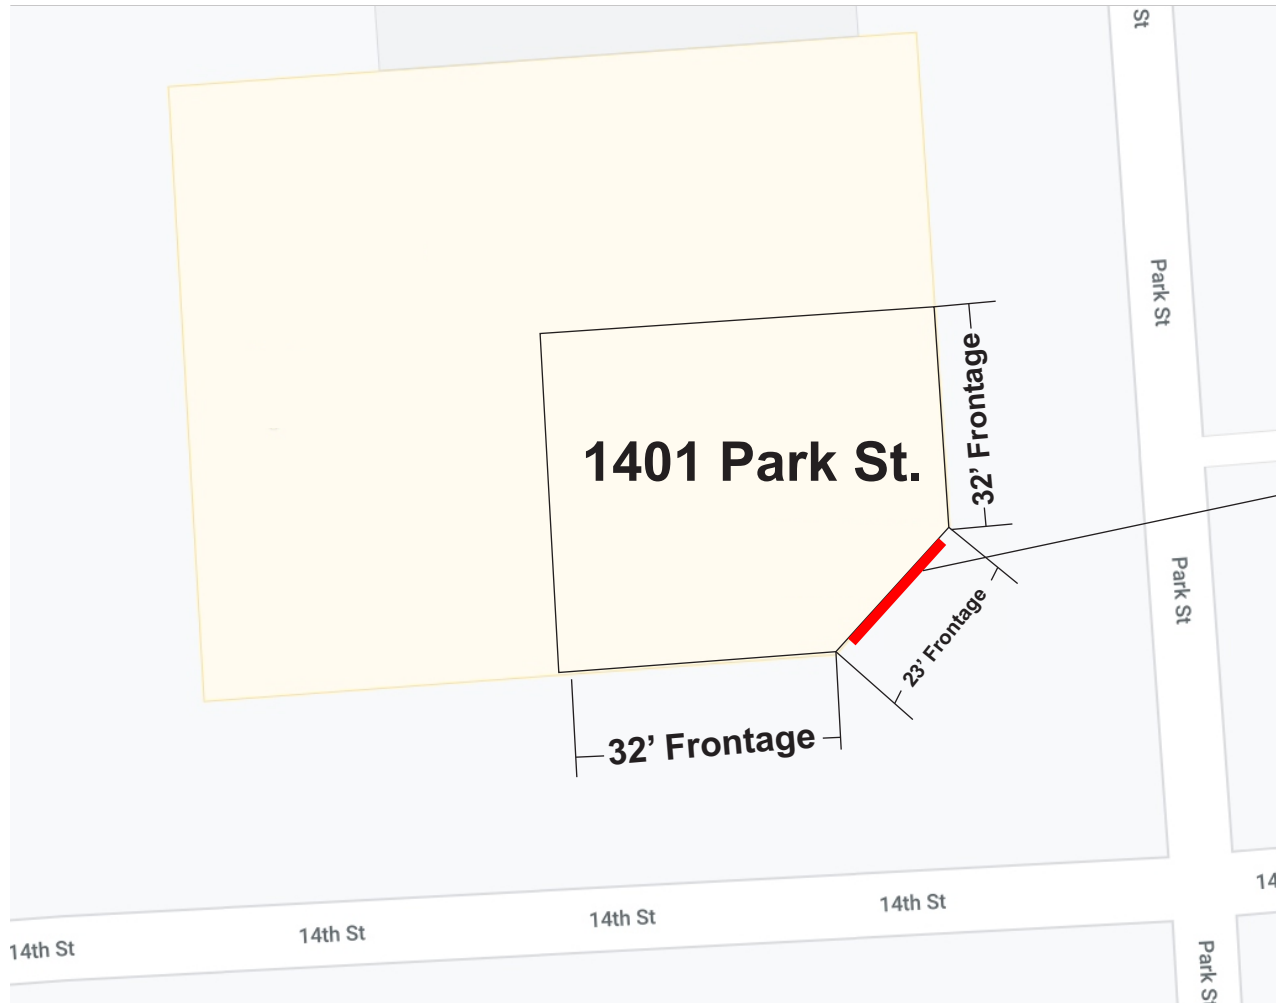 St
Park St
32’ Frontage
1401 Park St.
Park St
23’ Frontage
32’ Frontage
14
14th St
14th St
14th St
14th St
Park St